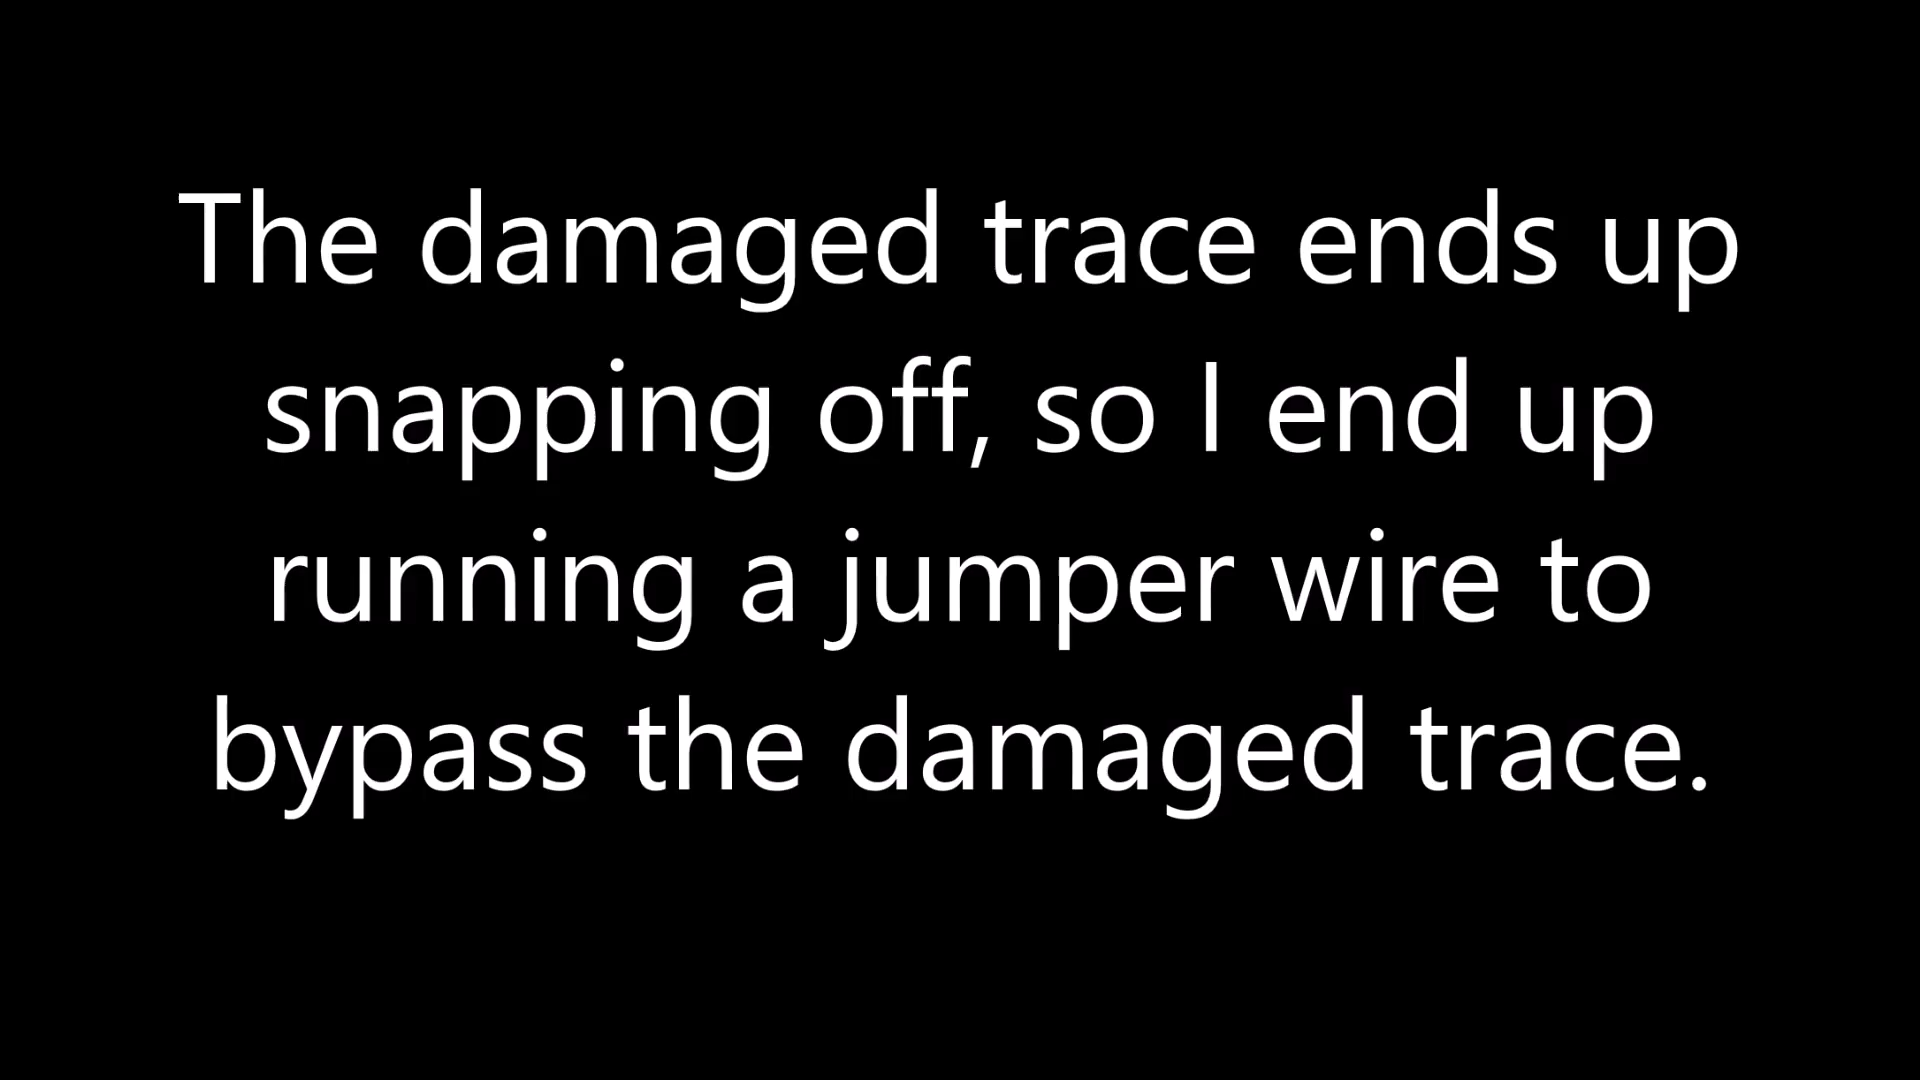 The damaged trace ends up
snapping off, so I end up
running a jumper wire to
bypass the damaged trace.